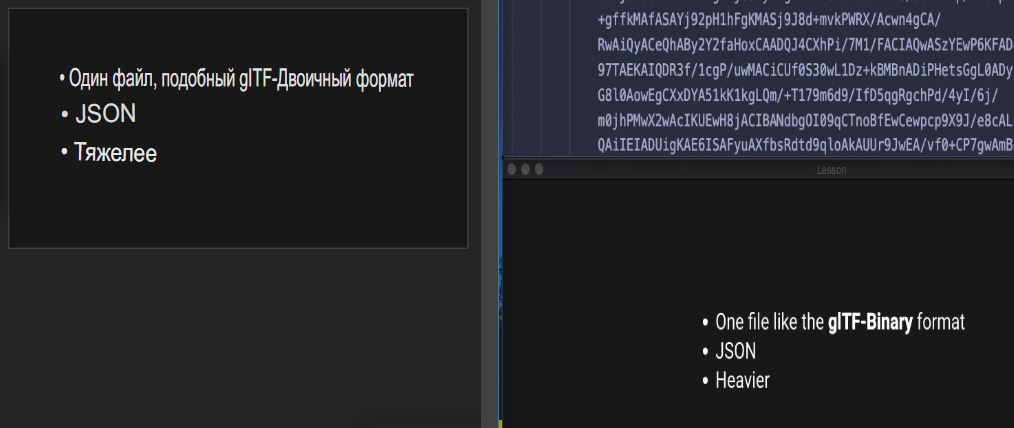 • Один файл, подобный glTF-Двоичный формат
• JSON
• Тяжелее
+gffkMAfASAYj92pH1hFgKMASj9J8d+mvkPWRX/Acwn4gCA/
RwAiQyACeQhABy2Y2faHoxCAADQJ4CXhPi/7M1/FACIAQwASzYEwP6KFAD
97TAEKAIQDR3f/1cgP/uwMACiCUf0S30wL1Dz+kBMBnADiPHetsGgL0ADy
G8l0AowEgCXxDYA51kK1kgLQm/+T179m6d9/IfD5qgRgchPd/4yI/6j/
m0jhPMwX2wAcIKUEwH8jACIBANdbgOI09qCTnoBfEwCewpcp9X9J/e8cAL
QAiIEIADUigKAE6ISAFyuAXfbsRdtd9qloAkAUUr9JwEA/vf0+CP7gwAmB
Lesson
• One file like the glTF-Binary format
• JSON
• Heavier